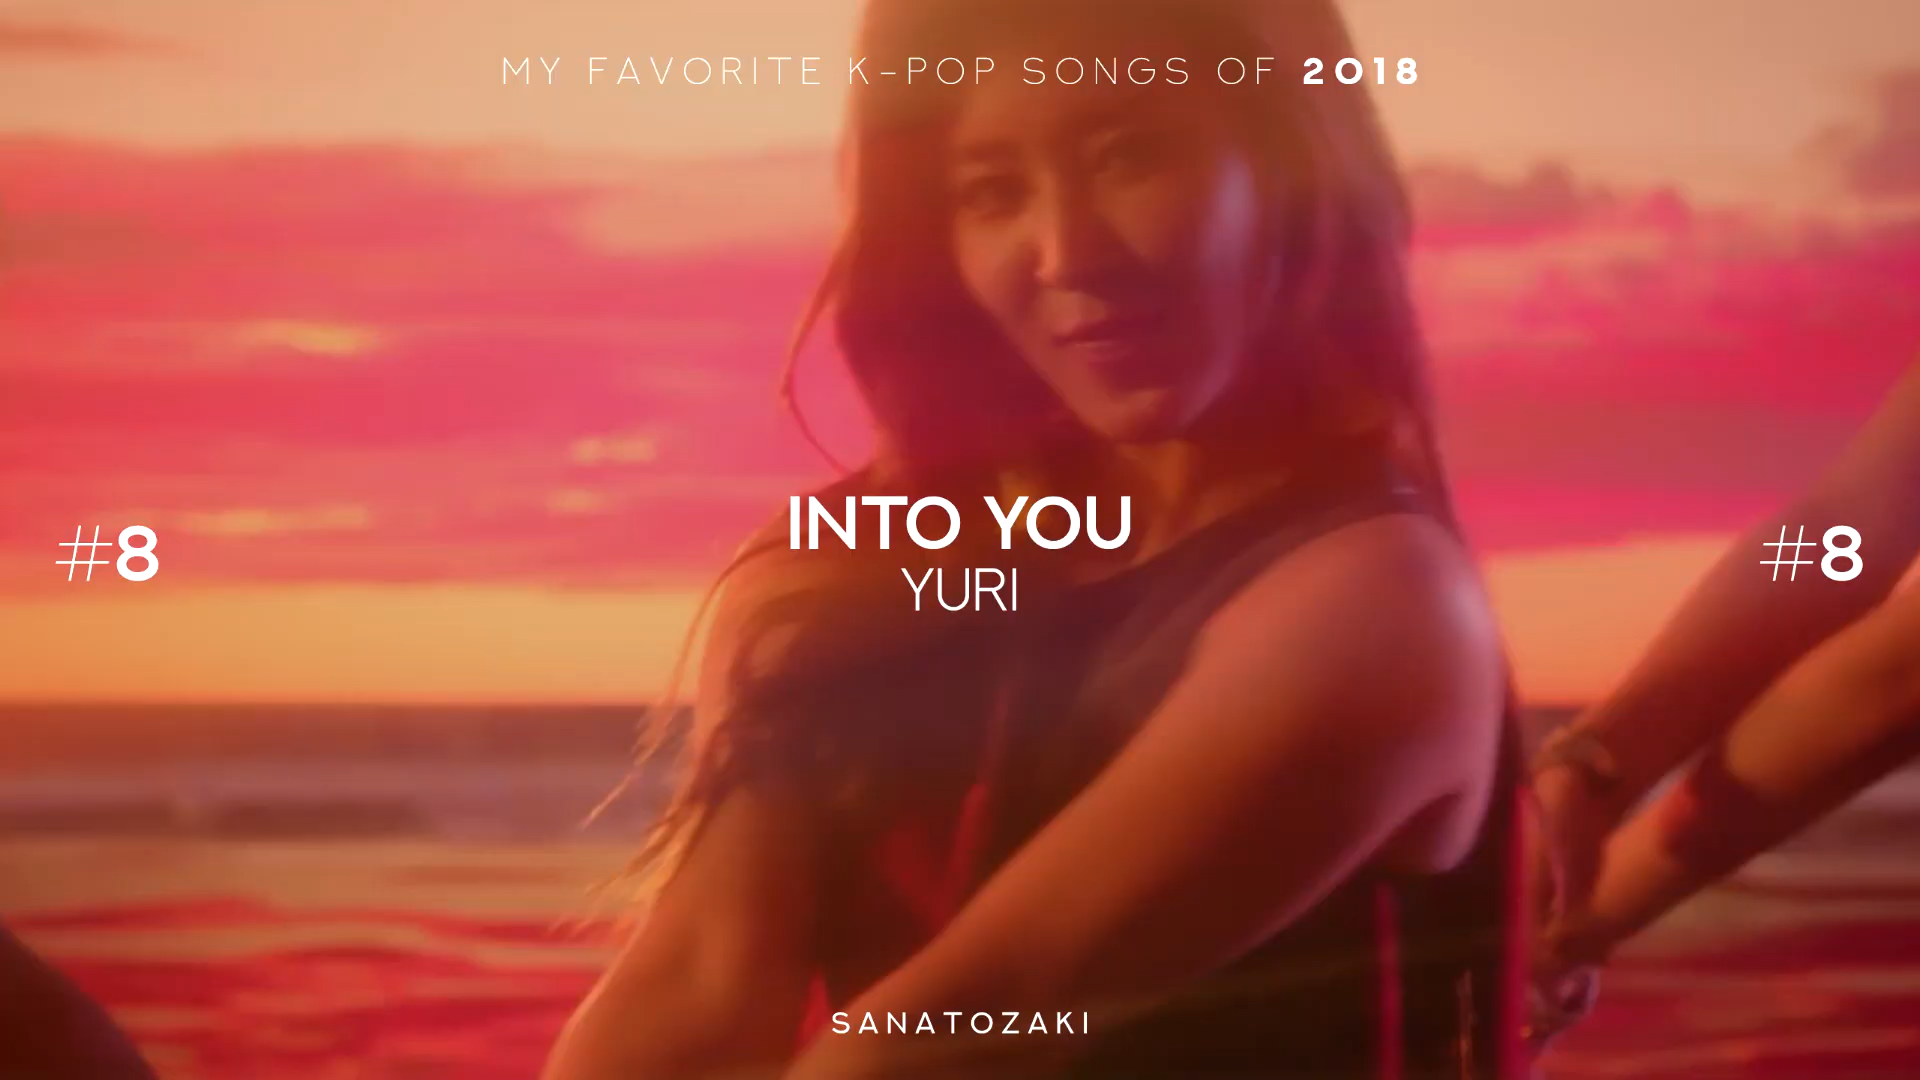 MY FAVORITE K-POP SONGS OF 2018
INTO YOU
#8
#8
YURI
SANATOZAKI